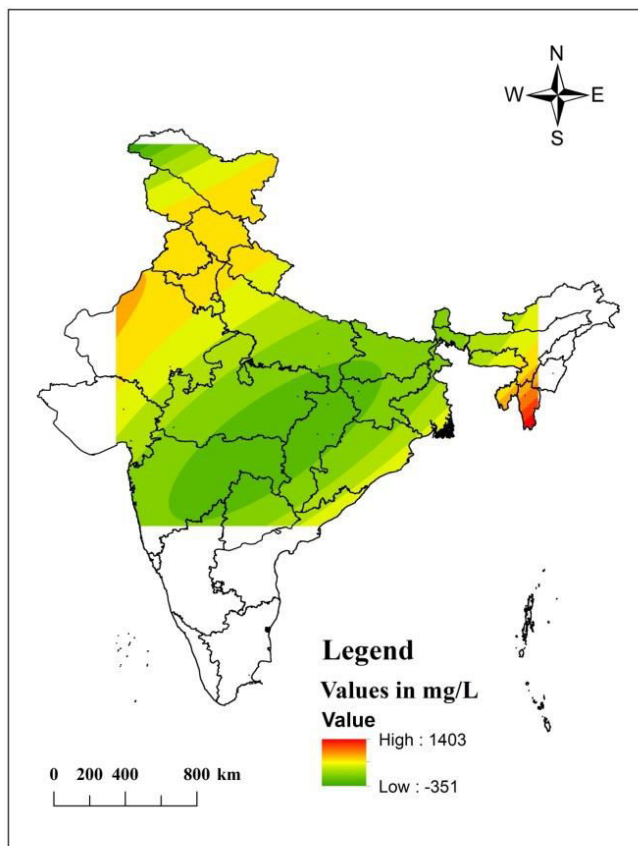 N
W E
S
Legend
Values in mg/L
Value
High : 1403
Low : -351
0 200 400 800 km